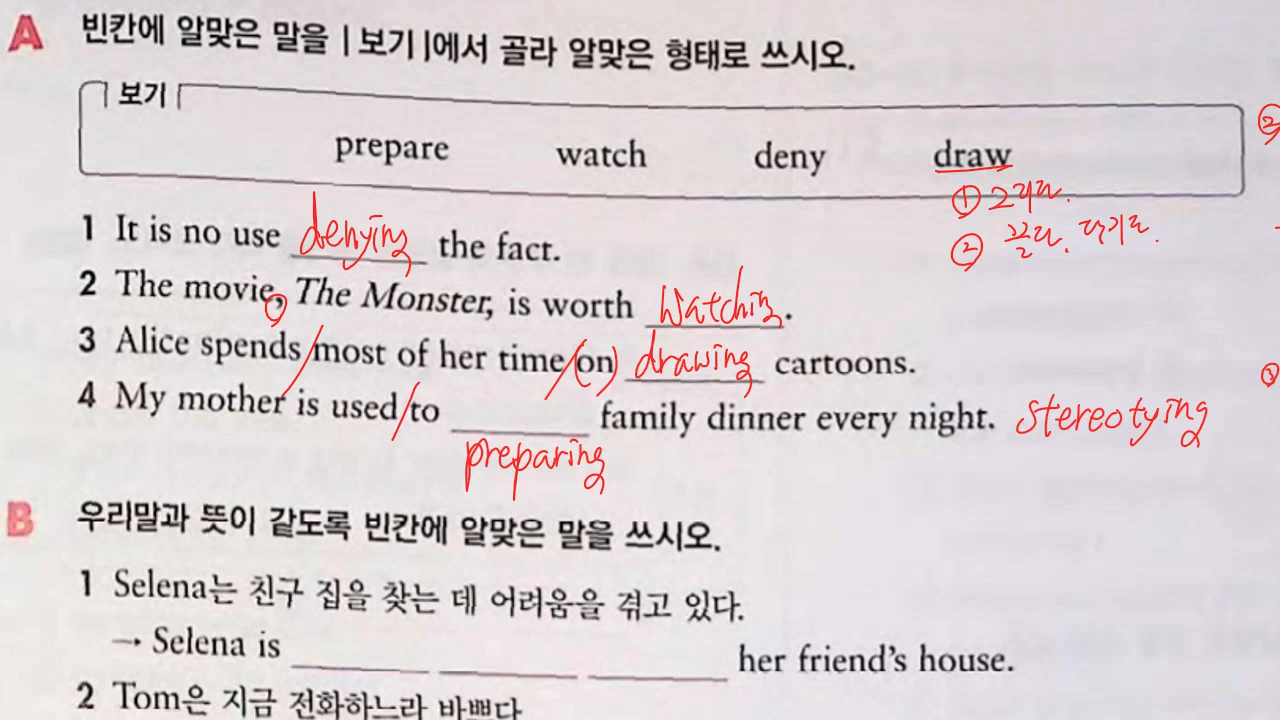 A 빈칸에 알맞은 말을 |보기|에서 골라 알맞은 형태로 쓰시오.
보기
prepare watch deny draw
① 그리다.
② 끌다. 당기다.
②
1 It is no use denying the fact.
2 The movie, The Monster, is worth watching.
3 Alice spends / most of her time / (on) drawing cartoons.
4 My mother / is used / to preparing family dinner every night. stereotying
B 우리말과 뜻이 같도록 빈칸에 알맞은 말을 쓰시오.
1 Selena는 친구 집을 찾는 데 어려움을 겪고 있다.
→ Selena is ______ ______ ______ her friend's house.
2 Tom은 지금 전화하느라 바쁘다